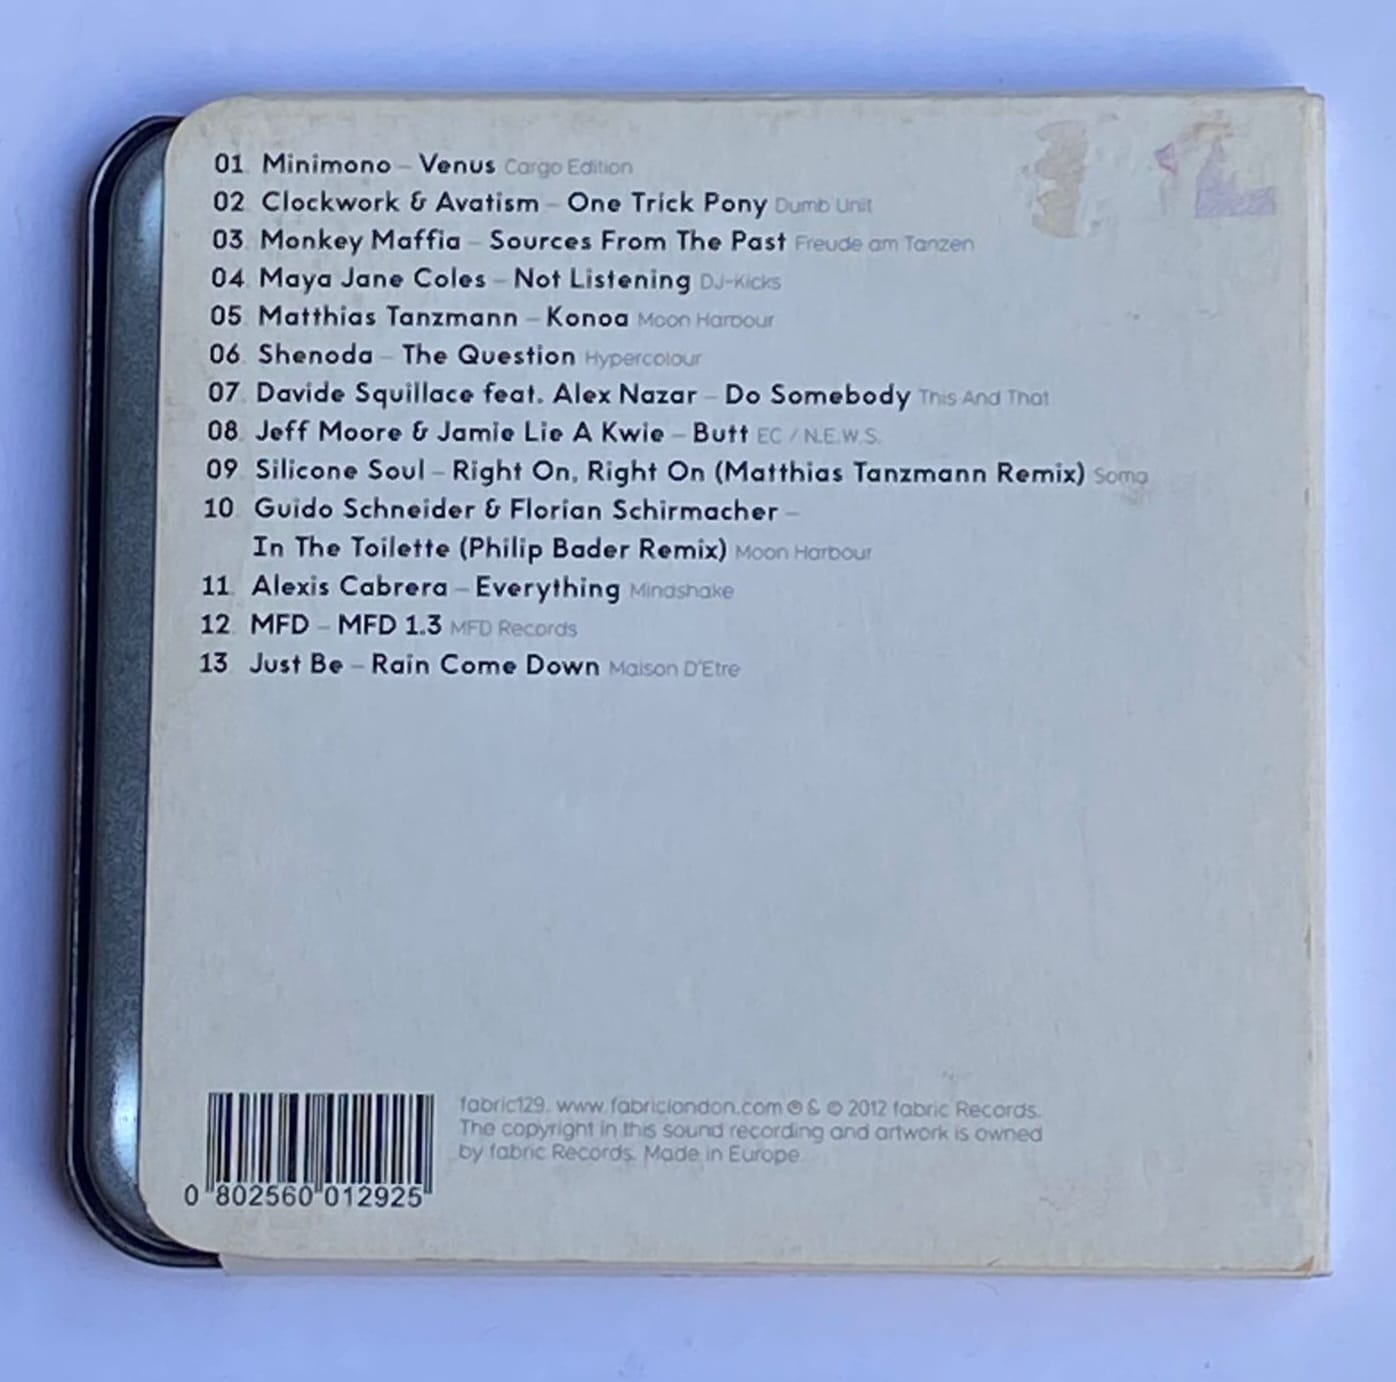 01 Minimono – Venus Cargo Edition
02 Clockwork & Avatism – One Trick Pony Dumb Unit
03 Monkey Maffia – Sources From The Past Freude am Tanzen
04 Maya Jane Coles – Not Listening DJ-Kicks
05 Matthias Tanzmann – Konoa Moon Harbour
06 Shenoda – The Question Hypercolour
07 Davide Squillace feat. Alex Nazar – Do Somebody This And That
08 Jeff Moore & Jamie Lie A Kwie – Butt EC / N.E.W.S.
09 Silicone Soul – Right On, Right On (Matthias Tanzmann Remix) Soma
10 Guido Schneider & Florian Schirmacher –
In The Toilette (Philip Bader Remix) Moon Harbour
11 Alexis Cabrera – Everything Mindshake
12 MFD – MFD 1.3 MFD Records
13 Just Be – Rain Come Down Maison D'Etre
fabric129. www.fabriclondon.com ℗ & © 2012 fabric Records.
The copyright in this sound recording and artwork is owned
by fabric Records. Made in Europe.
0 802560 012925